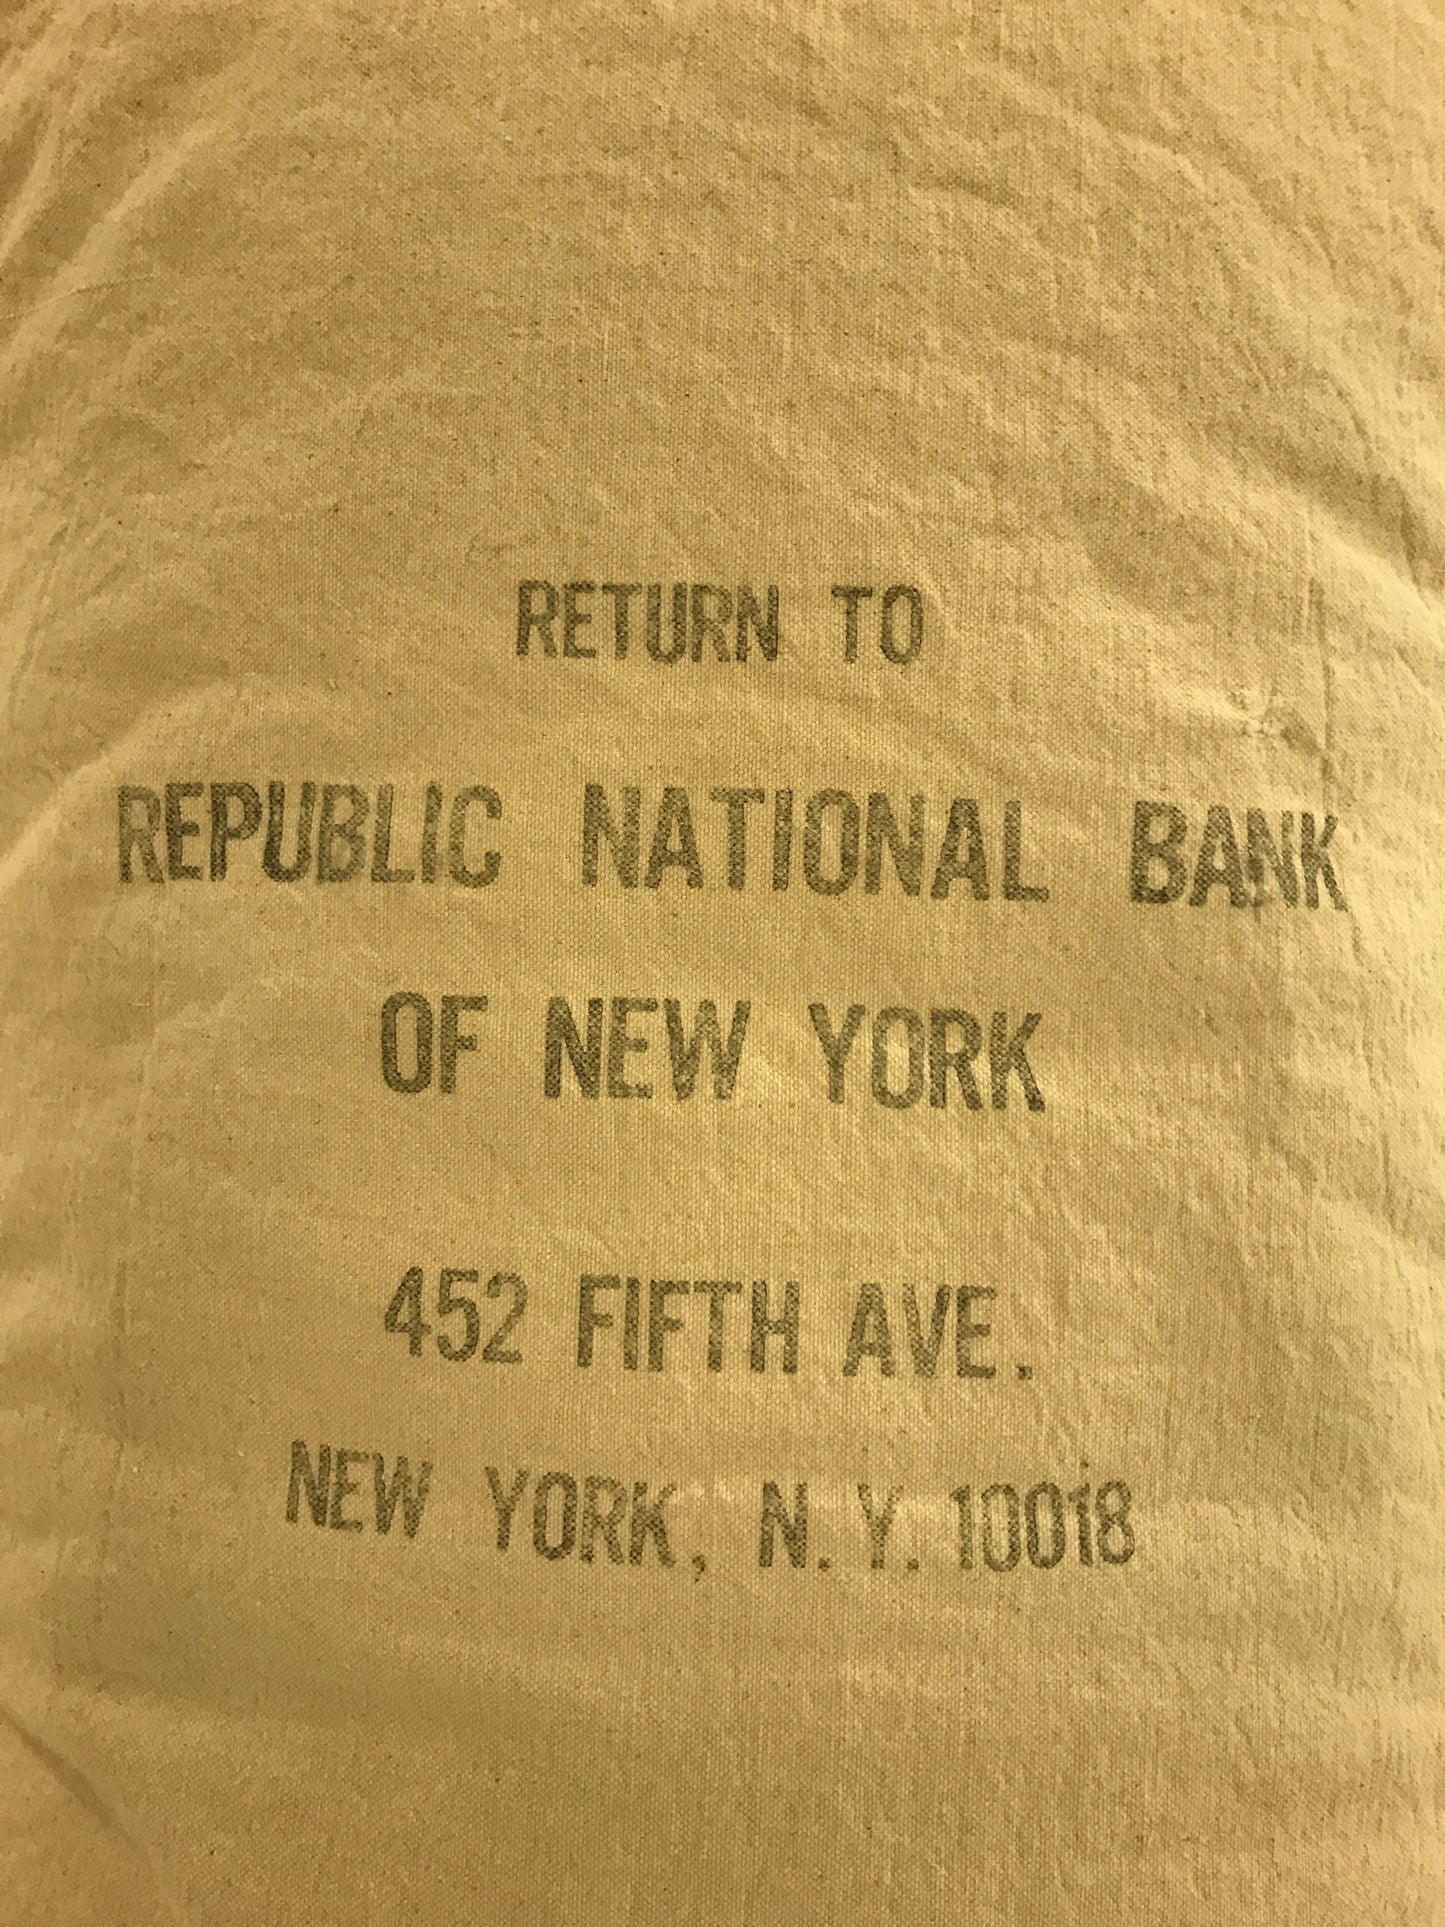 RETURN TO
REPUBLIC NATIONAL BANK
OF NEW YORK
452 FIFTH AVE.
NEW YORK, N.Y. 10018